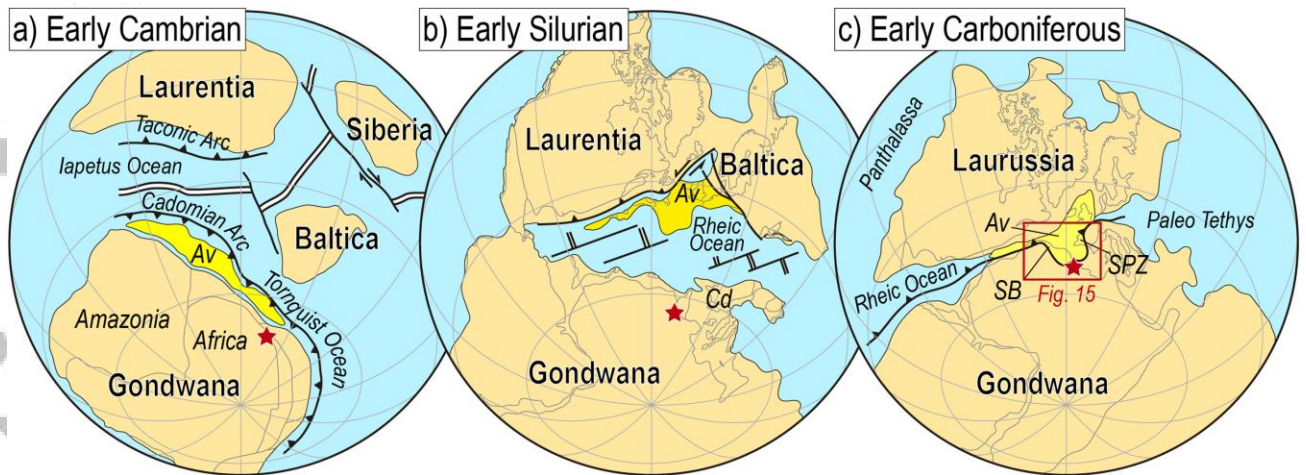 a) Early Cambrian
Laurentia
Siberia
Taconic Arc
Iapetus Ocean
Cadomian Arc
Baltica
Av
Tornquist Ocean
Amazonia
Africa
Gondwana
b) Early Silurian
Laurentia
Baltica
Av
Rheic
Ocean
Cd
Gondwana
c) Early Carboniferous
Panthalassa
Laurussia
Av
Paleo Tethys
Rheic Ocean
SPZ
SB
Fig. 15
Gondwana